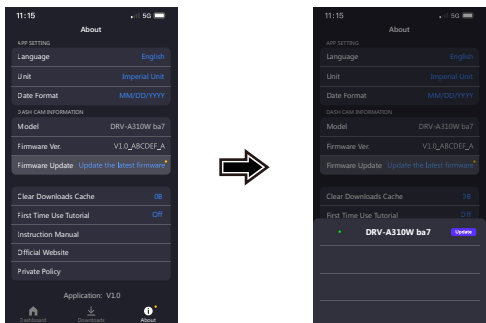 11:15 5G
About
APP SETTING
Language English
Unit Imperial Unit
Date Format MM/DD/YYYY
DASH CAM INFORMATION
Model DRV-A310W ba7
Firmware Ver. V1.0_ABCDEF_A
Firmware Update Update the latest firmware
Clear Downloads Cache 0B
First Time Use Tutorial Off
Instruction Manual
Official Website
Private Policy
Application: V1.0
Dashboard Downloads About
11:15 5G
About
APP SETTING
Language English
Unit Imperial Unit
Date Format MM/DD/YYYY
DASH CAM INFORMATION
Model DRV-A310W ba7
Firmware Ver. V1.0_ABCDEF_A
Firmware Update Update the latest firmware
Clear Downloads Cache
First Time Use Tutorial Off
DRV-A310W ba7 Update